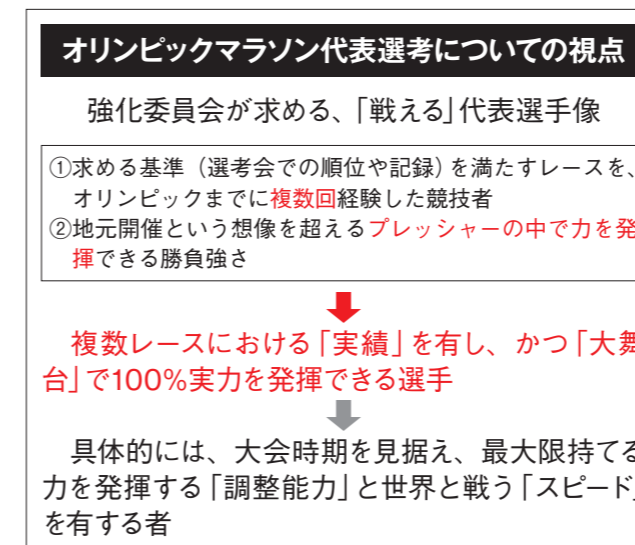 オリンピックマラソン代表選考についての視点
強化委員会が求める、「戦える」代表選手像
①求める基準（選考会での順位や記録）を満たすレースを、
オリンピックまでに複数回経験した競技者
②地元開催という想像を超えるプレッシャーの中で力を発
揮できる勝負強さ
複数レースにおける「実績」を有し、かつ「大舞
台」で100%実力を発揮できる選手
具体的には、大会時期を見据え、最大限持てる
力を発揮する「調整能力」と世界と戦う「スピード」
を有する者